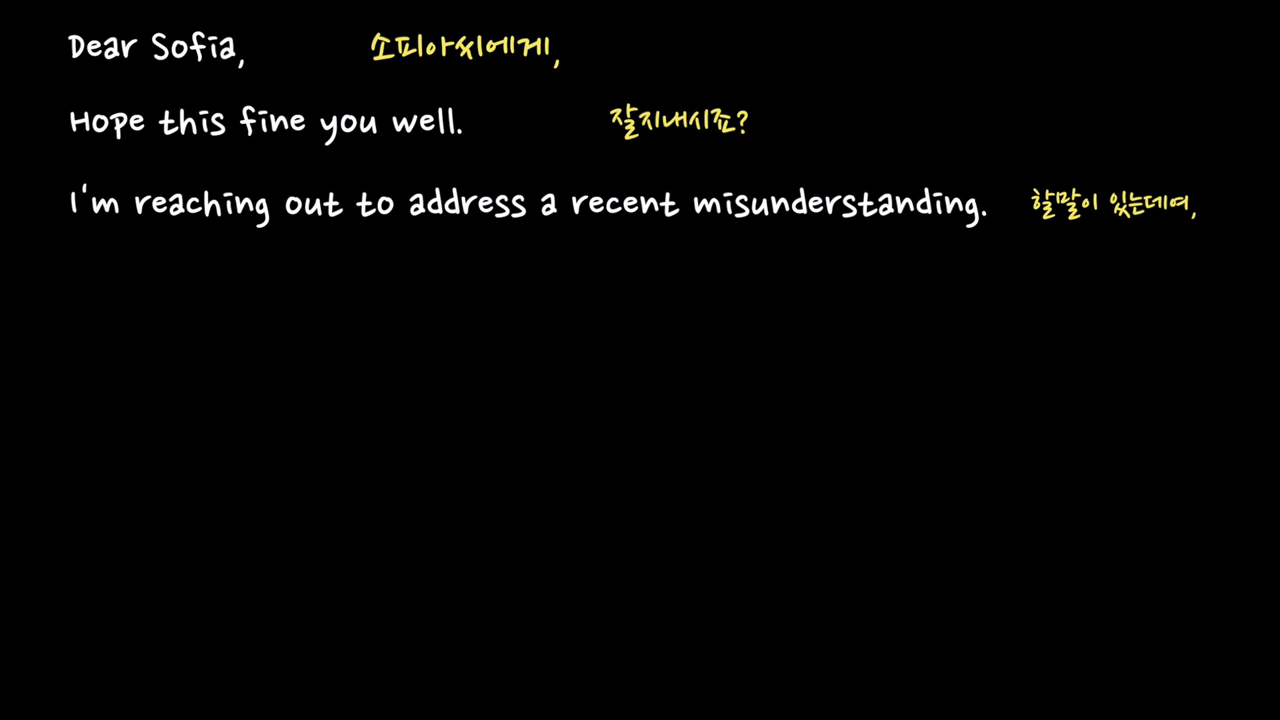 Dear Sofia, 소피아씨에게,
Hope this fine you well. 잘지내시죠?
I'm reaching out to address a recent misunderstanding. 할말이 있는데여,